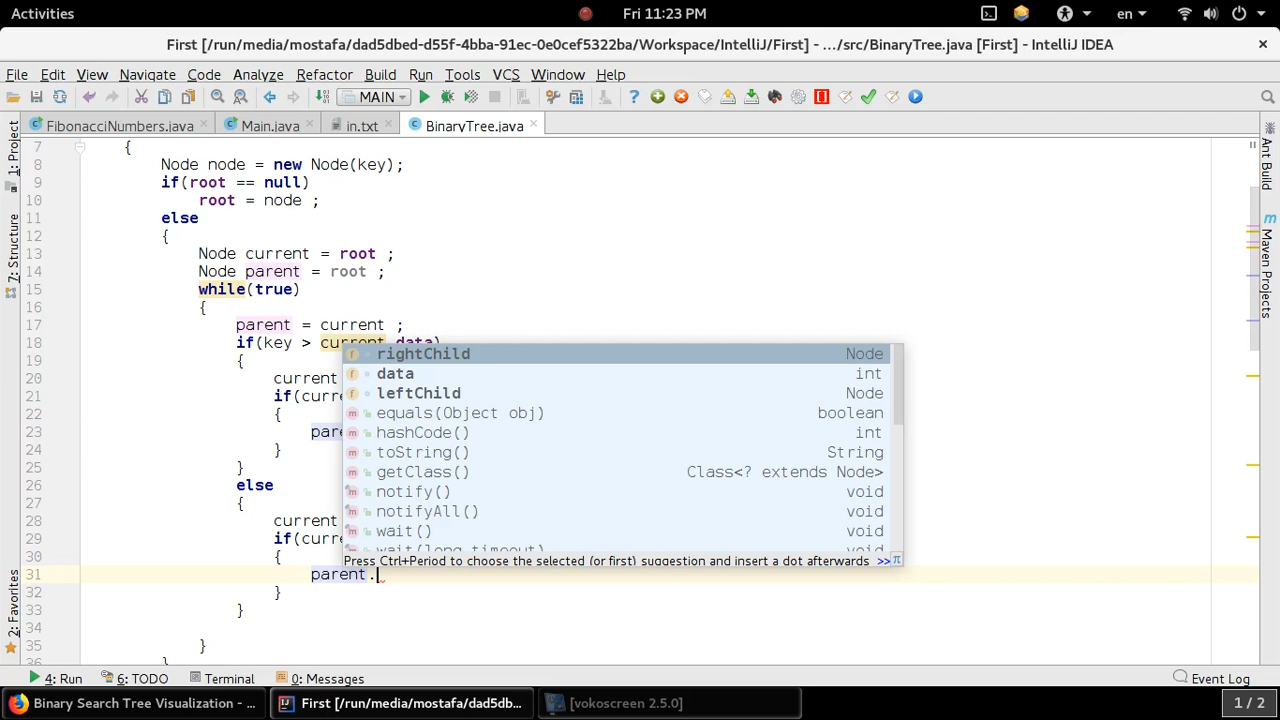 Activities
Fri 11:23 PM
en
First [/run/media/mostafa/dad5dbed-d55f-4bba-91ec-0e0cef5322ba/Workspace/IntelliJ/First] - .../src/BinaryTree.java [First] - IntelliJ IDEA
File Edit View Navigate Code Analyze Refactor Build Run Tools VCS Window Help
MAIN
FibonacciNumbers.java Main.java in.txt BinaryTree.java
1: Project
7: Structure
2: Favorites
Ant Build
Maven Projects
7 {
8 Node node = new Node(key);
9 if(root == null)
10 root = node ;
11 else
12 {
13 Node current = root ;
14 Node parent = root ;
15 while(true)
16 {
17 parent = current ;
18 if(key > current.data)
19 {
20 current
21 if(curre
22 {
23 pare
24 }
25 }
26 else
27 {
28 current
29 if(curre
30 {
31 parent.
32 }
33 }
34
35 }
36 }
rightChild Node
data int
leftChild Node
equals(Object obj) boolean
hashCode() int
toString() String
getClass() Class<? extends Node>
notify() void
notifyAll() void
wait() void
wait(long timeout) void
Press Ctrl+Period to choose the selected (or first) suggestion and insert a dot afterwards >> π
4: Run 6: TODO Terminal 0: Messages Event Log
Binary Search Tree Visualization - ...
First [/run/media/mostafa/dad5db...
[vokoscreen 2.5.0]
1 / 2